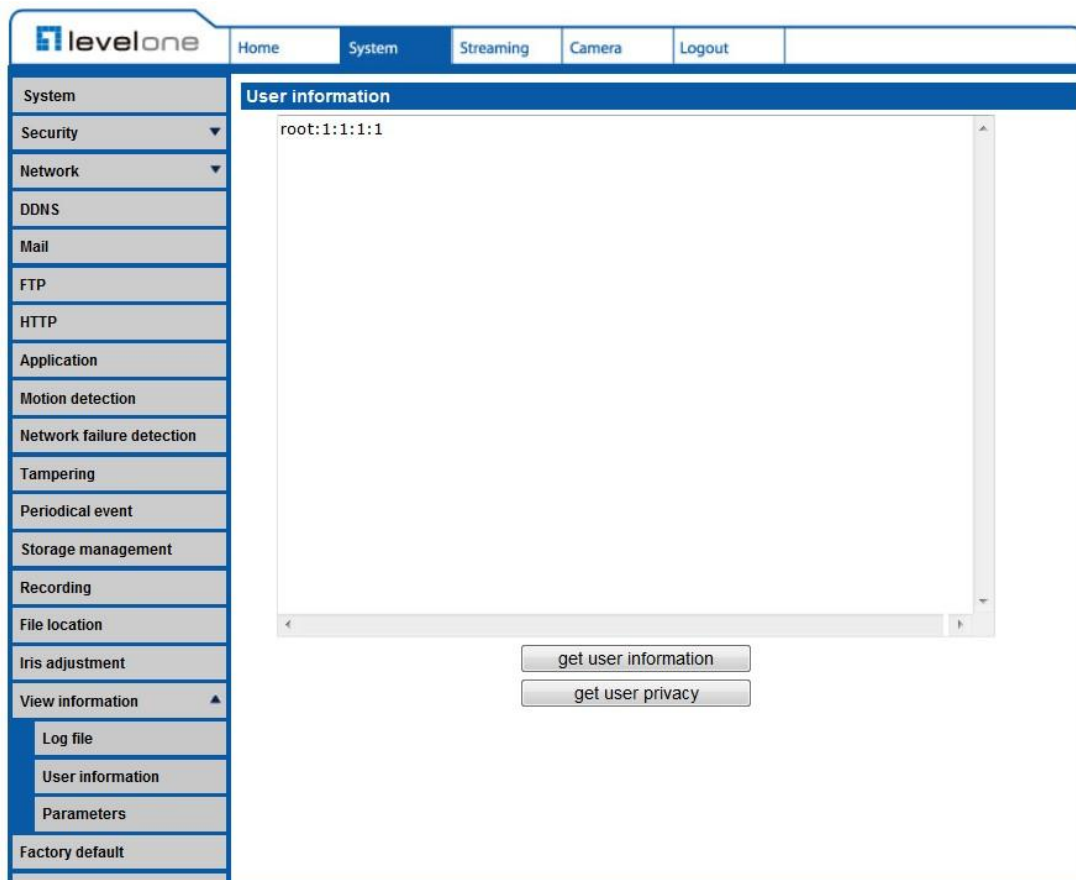 levelone
Home System Streaming Camera Logout
System
Security
Network
DDNS
Mail
FTP
HTTP
Application
Motion detection
Network failure detection
Tampering
Periodical event
Storage management
Recording
File location
Iris adjustment
View information
Log file
User information
Parameters
Factory default
User information
root:1:1:1:1
get user information
get user privacy